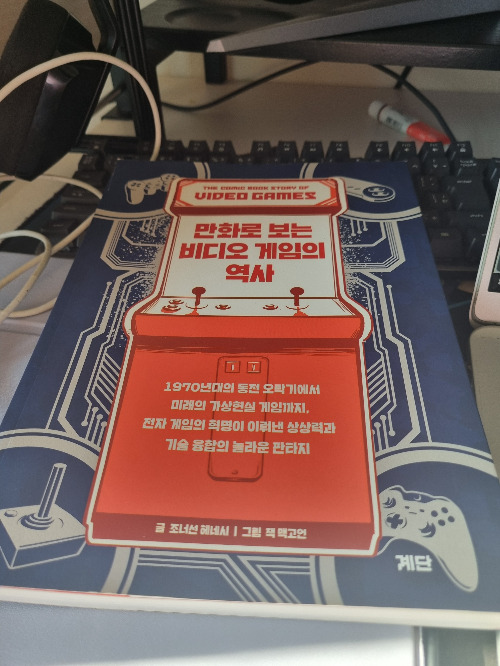 THE COMIC BOOK STORY OF
VIDEO GAMES
만화로 보는
비디오 게임의
역사
1970년대의 동전 오락기에서
미래의 가상현실 게임까지,
전자 게임의 혁명이 이뤄낸 상상력과
기술 융합의 놀라운 판타지
글 조너선 헤네시 | 그림 잭 맥고언
계단